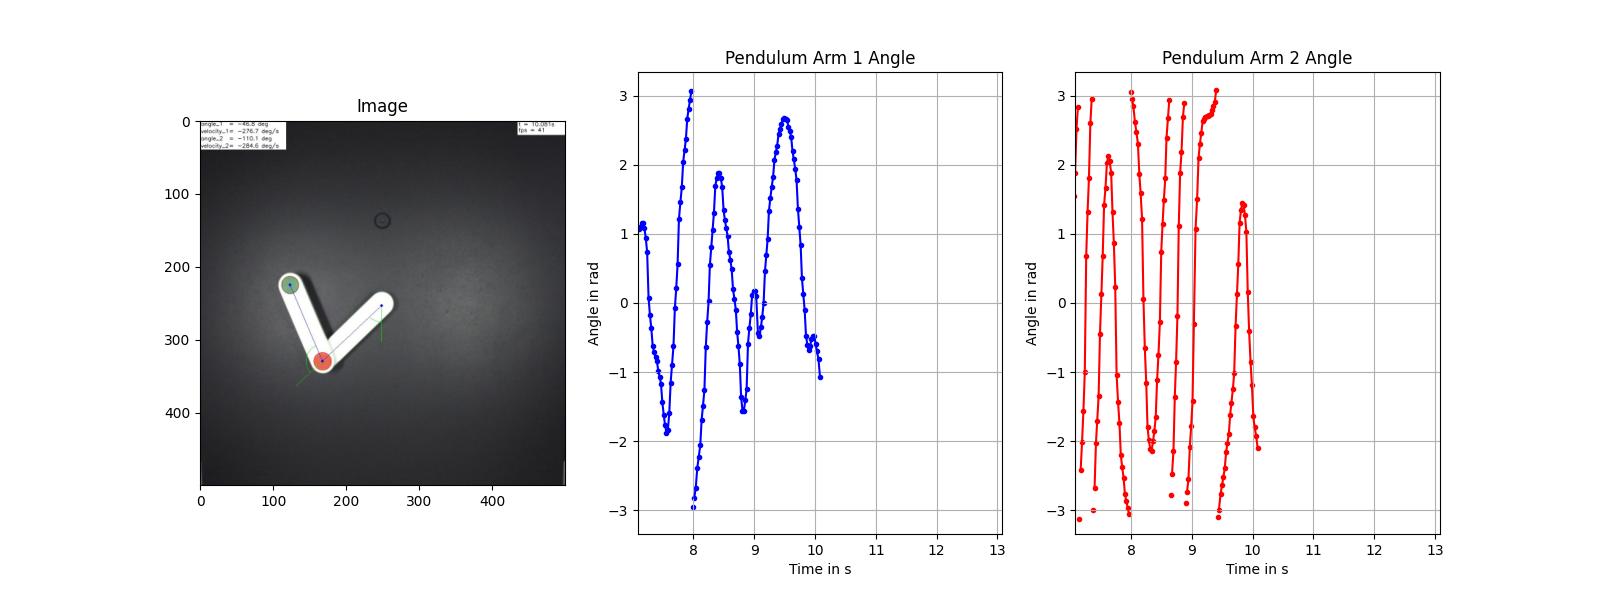 Image
angle_1 = -46.8 deg
velocity_1= -276.7 deg/s
angle_2 = -110.1 deg
velocity_2= -284.6 deg/s
t = 10.081s
fps = 41
0
100
200
300
400
0 100 200 300 400
Pendulum Arm 1 Angle
Angle in rad
3
2
1
0
−1
−2
−3
8 9 10 11 12 13
Time in s
Pendulum Arm 2 Angle
Angle in rad
3
2
1
0
−1
−2
−3
8 9 10 11 12 13
Time in s